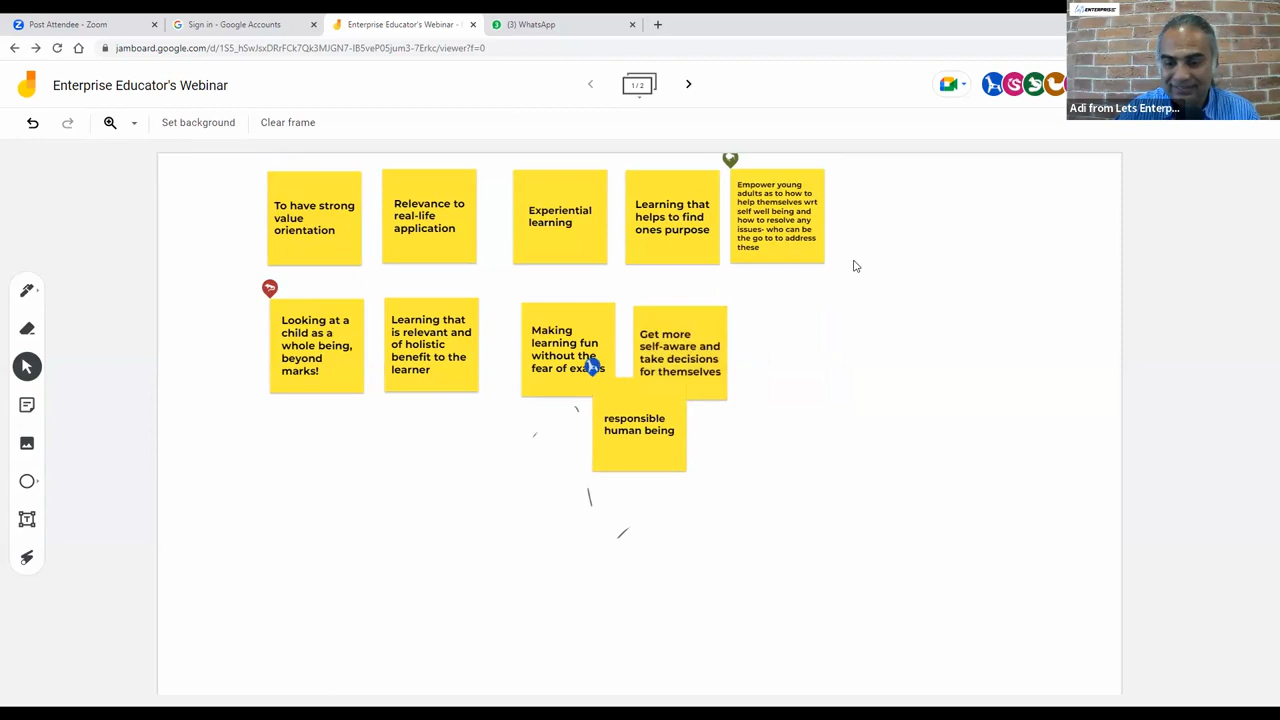 Post Attendee - Zoom
Sign in - Google Accounts
Enterprise Educator's Webinar -
(3) WhatsApp
Lets ENTERPRISE
jamboard.google.com/d/1S5_hSwJsxDRrFCk7Qk3MJGN7-IB5veP05jum3-7Erkc/viewer?f=0
Enterprise Educator's Webinar
1 / 2
Adi from Lets Enterp...
Set background
Clear frame
To have strong
value
orientation
Relevance to
real-life
application
Experiential
learning
Learning that
helps to find
ones purpose
Empower young
adults as to how to
help themselves wrt
self well being and
how to resolve any
issues- who can be
the go to to address
these
Looking at a
child as a
whole being,
beyond
marks!
Learning that
is relevant and
of holistic
benefit to the
learner
Making
learning fun
without the
fear of exams
Get more
self-aware and
take decisions
for themselves
responsible
human being